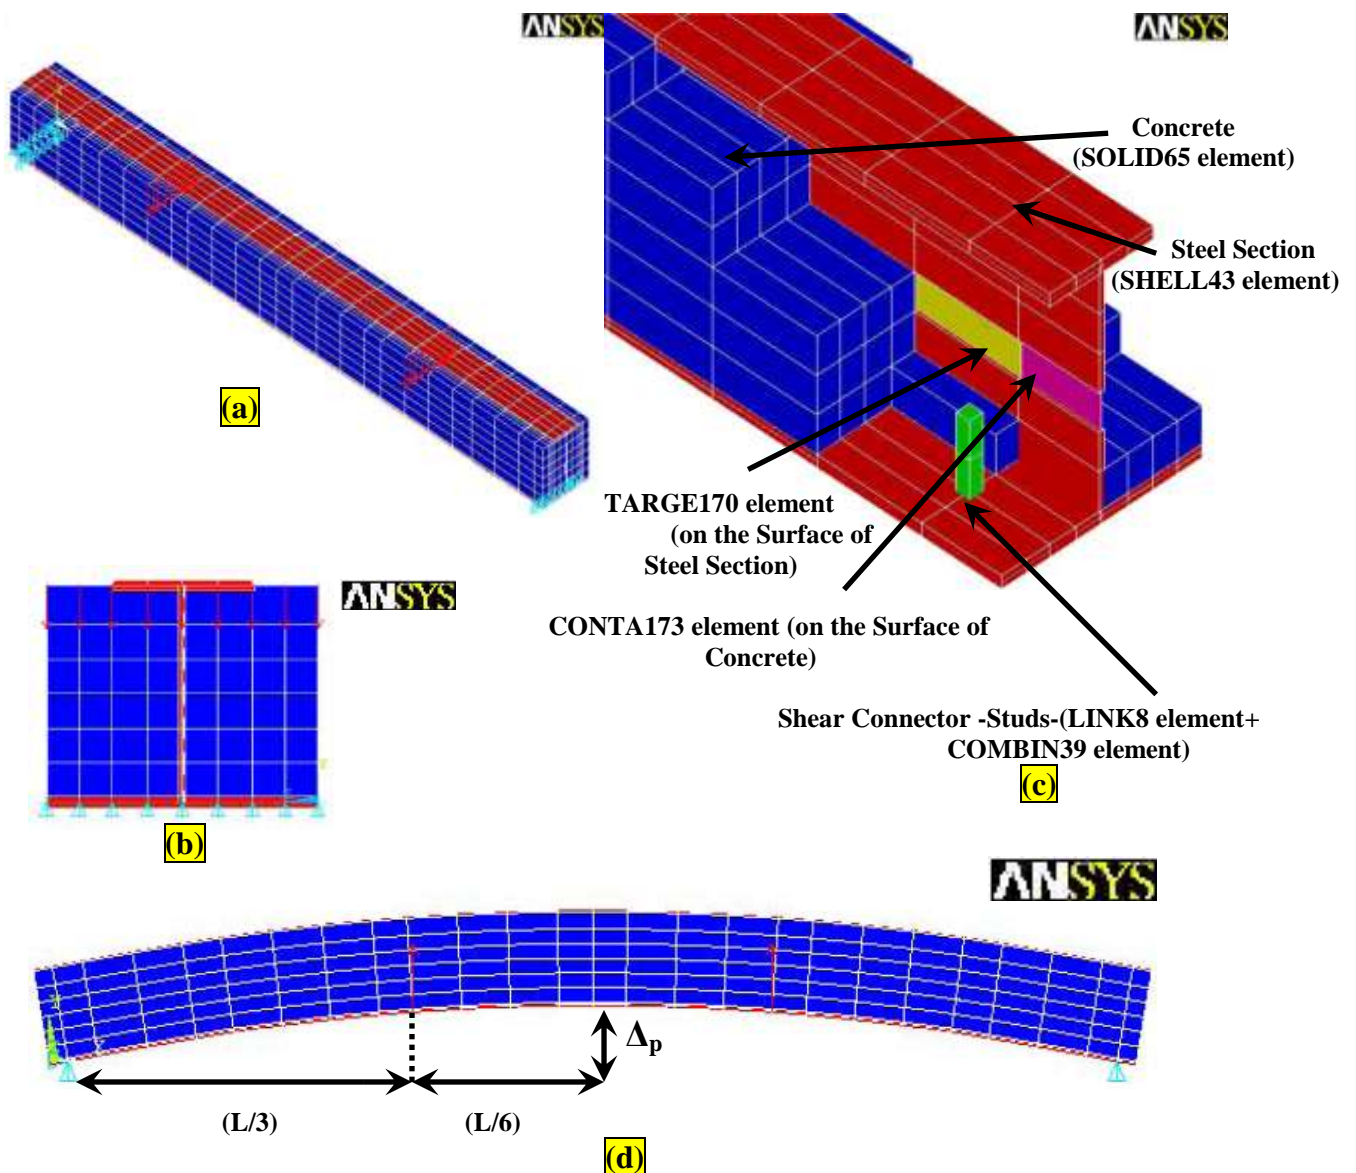 ANSYS
ANSYS
Concrete
(SOLID65 element)
Steel Section
(SHELL43 element)
(a)
TARGE170 element
(on the Surface of
Steel Section)
CONTA173 element (on the Surface of
Concrete)
Shear Connector -Studs-(LINK8 element+
COMBIN39 element)
(c)
ANSYS
(b)
ANSYS
Δp
(L/3)
(L/6)
(d)